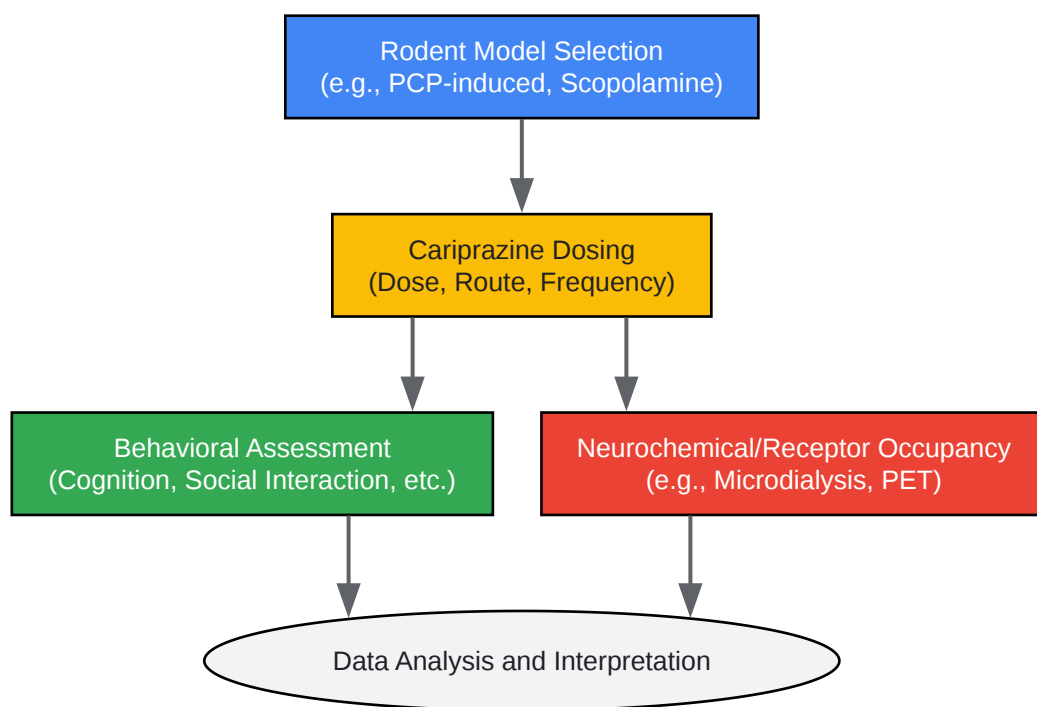 Rodent Model Selection
(e.g., PCP-induced, Scopolamine)
Cariprazine Dosing
(Dose, Route, Frequency)
Behavioral Assessment
(Cognition, Social Interaction, etc.)
Neurochemical/Receptor Occupancy
(e.g., Microdialysis, PET)
Data Analysis and Interpretation